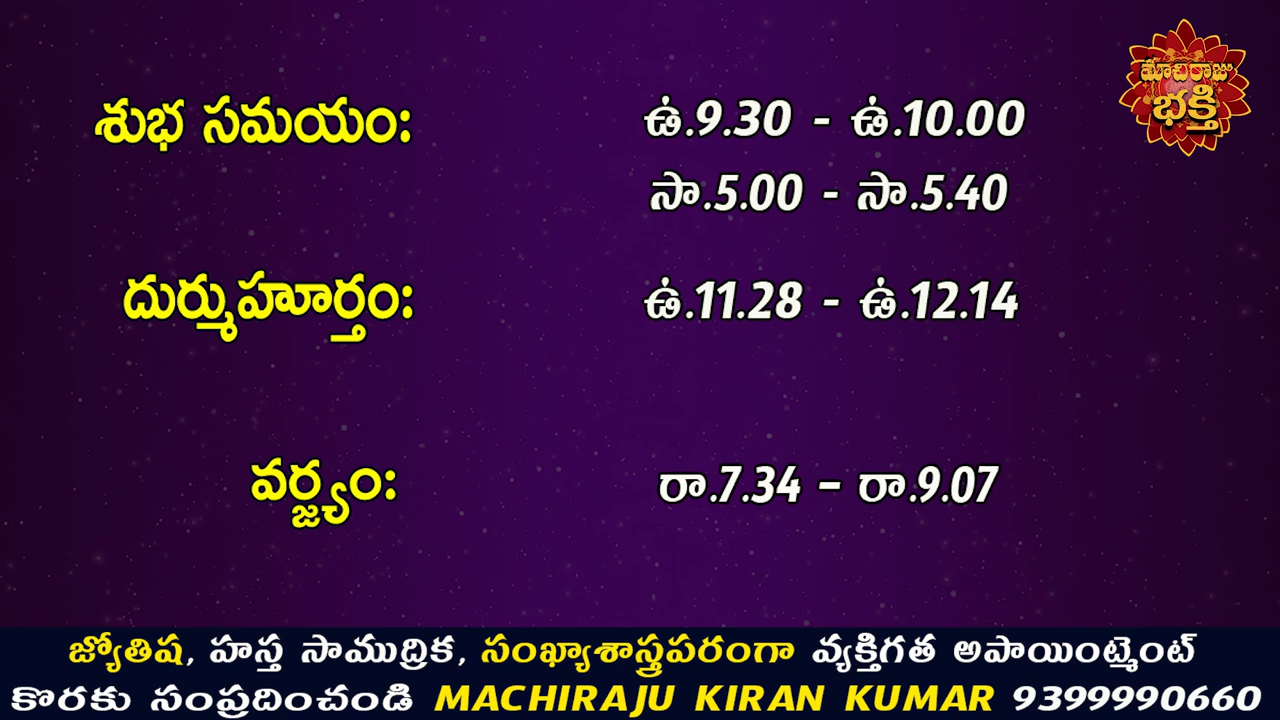 మాచిరాజు
భక్తి
శుభ సమయం: ఉ.9.30 - ఉ.10.00
సా.5.00 - సా.5.40
దుర్ముహూర్తం: ఉ.11.28 - ఉ.12.14
వర్జ్యం: రా.7.34 - రా.9.07
జ్యోతిష, హస్త సాముద్రిక, సంఖ్యాశాస్త్రపరంగా వ్యక్తిగత అపాయింట్మెంట్
కొరకు సంప్రదించండి MACHIRAJU KIRAN KUMAR 9399990660